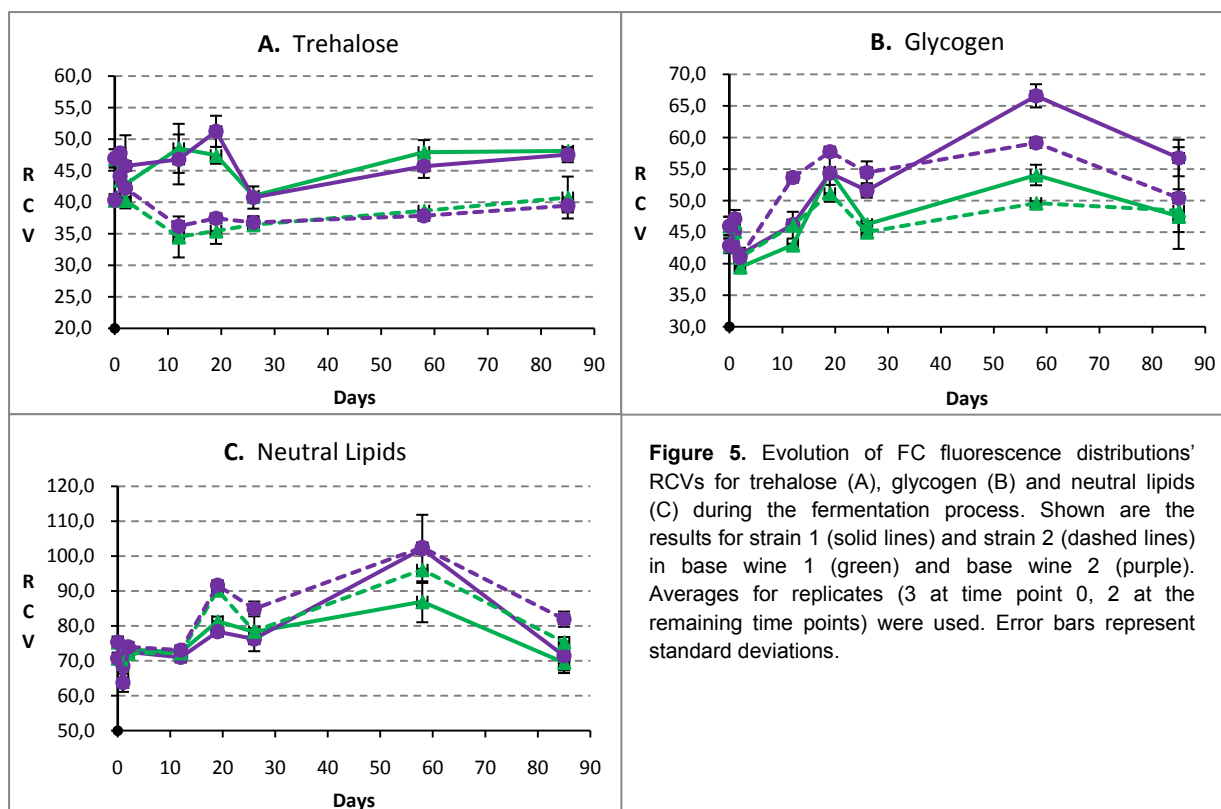 A. Trehalose
60,0
55,0
50,0
45,0
40,0
35,0
30,0
25,0
20,0
R
C
V
0 10 20 30 40 50 60 70 80 90
Days
B. Glycogen
70,0
65,0
60,0
55,0
50,0
45,0
40,0
35,0
30,0
R
C
V
0 10 20 30 40 50 60 70 80 90
Days
C. Neutral Lipids
120,0
110,0
100,0
90,0
80,0
70,0
60,0
50,0
R
C
V
0 10 20 30 40 50 60 70 80 90
Days
Figure 5. Evolution of FC fluorescence distributions'
RCVs for trehalose (A), glycogen (B) and neutral lipids
(C) during the fermentation process. Shown are the
results for strain 1 (solid lines) and strain 2 (dashed lines)
in base wine 1 (green) and base wine 2 (purple).
Averages for replicates (3 at time point 0, 2 at the
remaining time points) were used. Error bars represent
standard deviations.